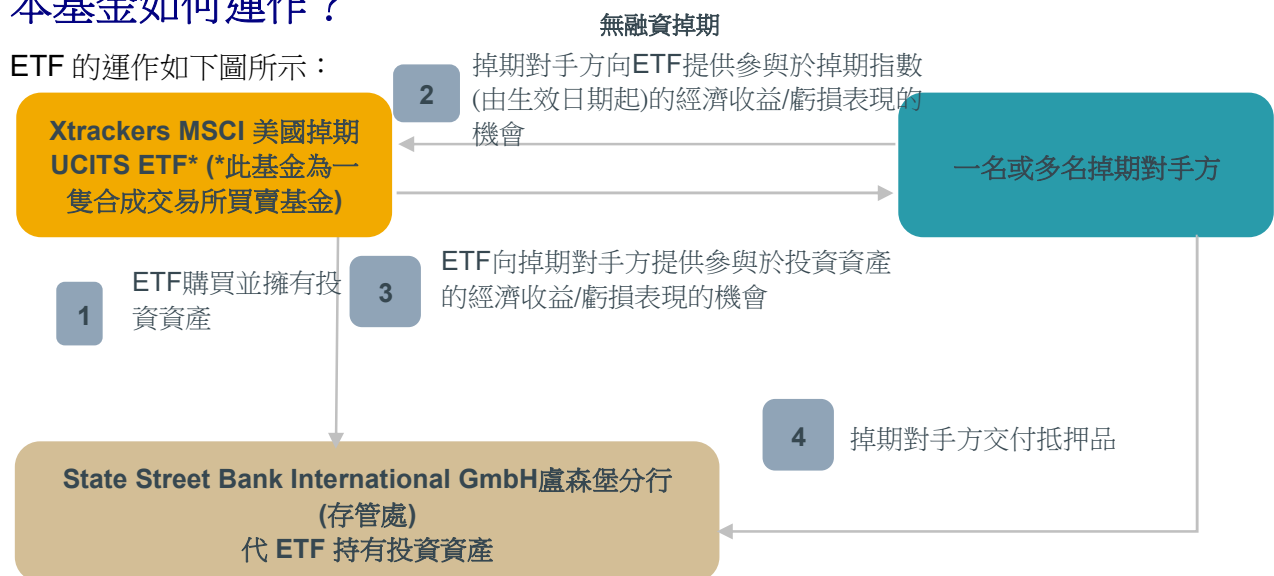 本基金如何運作？
無融資掉期
ETF 的運作如下圖所示：
2
掉期對手方向ETF提供參與於掉期指數
(由生效日期起)的經濟收益/虧損表現的
機會
Xtrackers MSCI 美國掉期
UCITS ETF* (*此基金為一
隻合成交易所買賣基金)
一名或多名掉期對手方
1
ETF購買並擁有投
資資產
3
ETF向掉期對手方提供參與於投資資產
的經濟收益/虧損表現的機會
4
掉期對手方交付抵押品
State Street Bank International GmbH盧森堡分行
(存管處)
代 ETF 持有投資資產